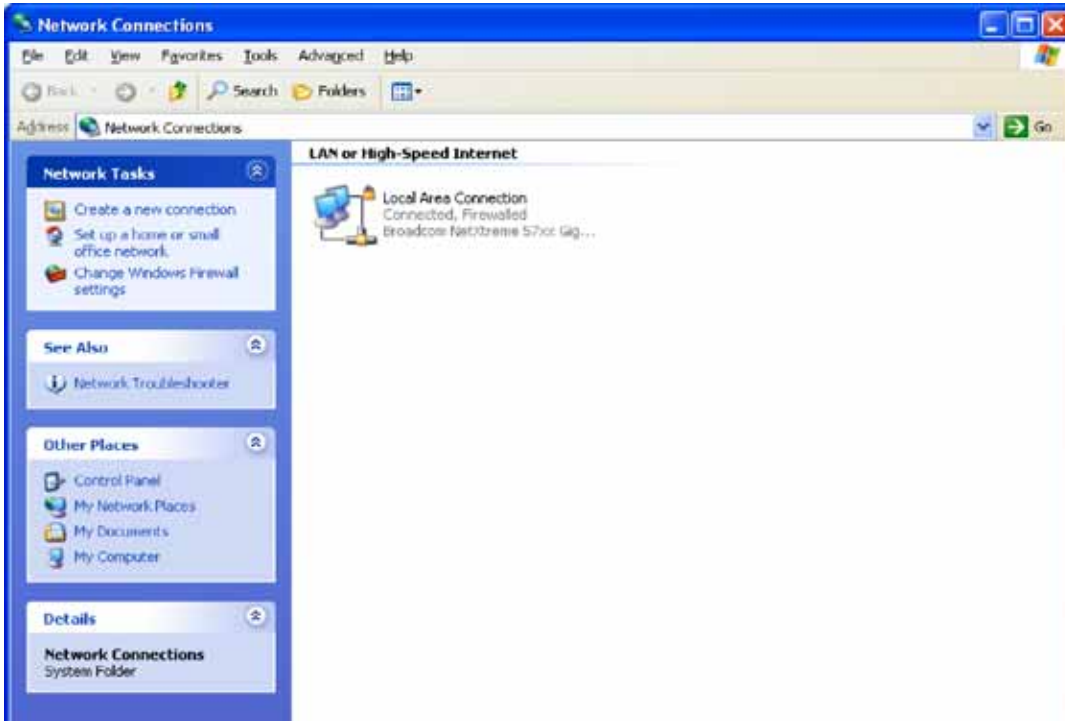 Network Connections
File Edit View Favorites Tools Advanced Help
Back Search Folders
Address Network Connections Go
Network Tasks
Create a new connection
Set up a home or small
office network
Change Windows Firewall
settings
See Also
Network Troubleshooter
Other Places
Control Panel
My Network Places
My Documents
My Computer
Details
Network Connections
System Folder
LAN or High-Speed Internet
Local Area Connection
Connected, Firewalled
Broadcom NetXtreme 57xx Gig...